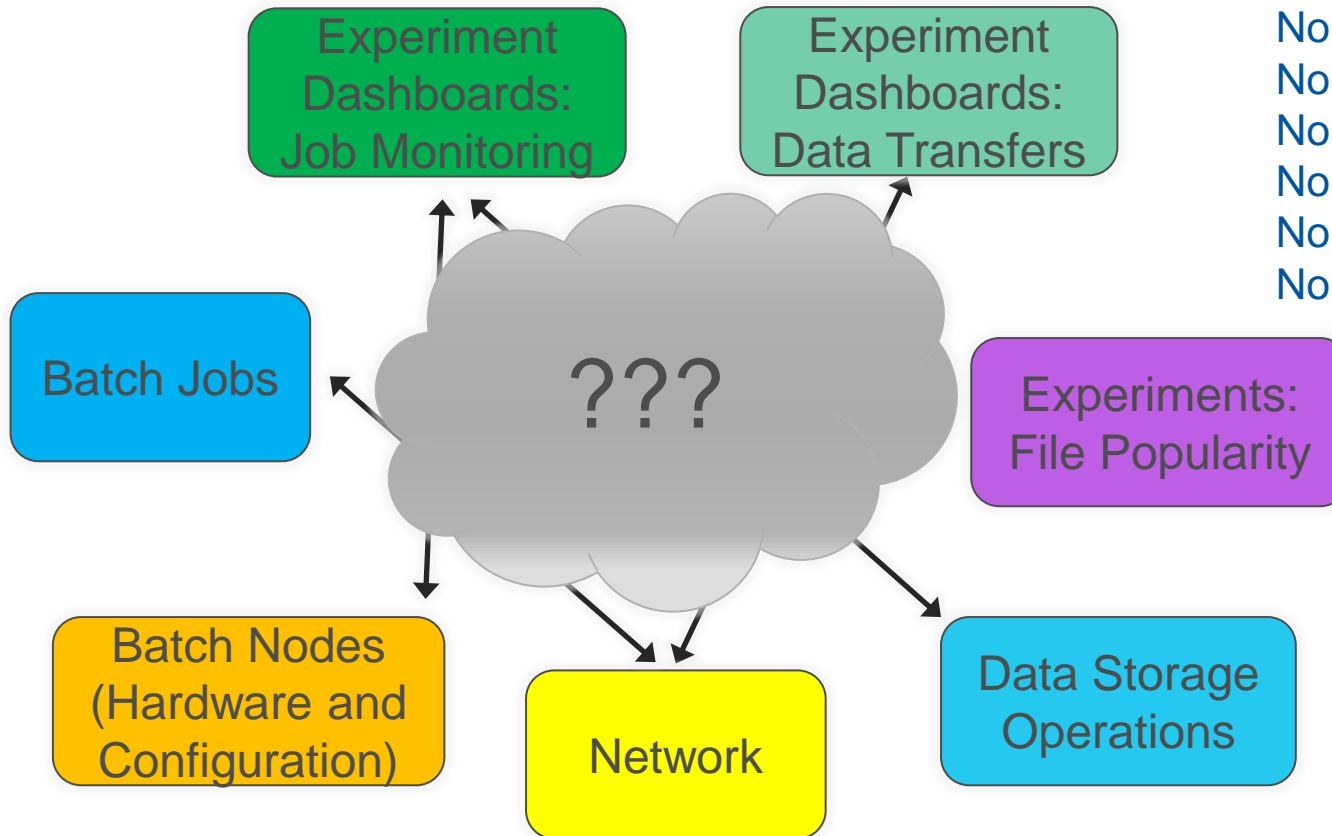 Experiment
Dashboards:
Job Monitoring
Experiment
Dashboards:
Data Transfers
No
No
No
No
No
No
Batch Jobs
???
Experiments:
File Popularity
Batch Nodes
(Hardware and
Configuration)
Network
Data Storage
Operations